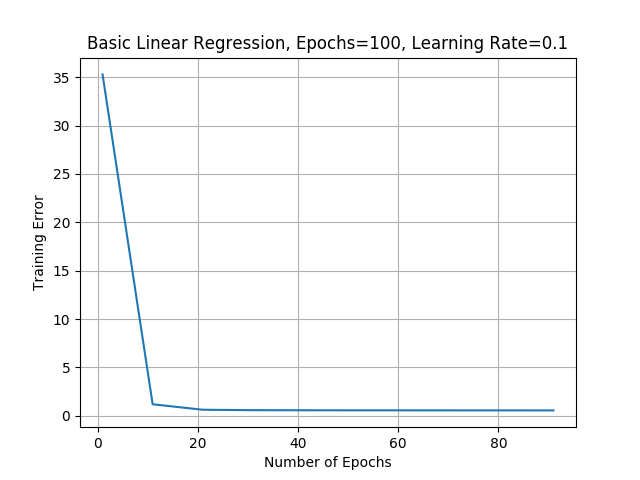 Basic Linear Regression, Epochs=100, Learning Rate=0.1
35
30
25
20
15
10
5
0
Training Error
0 20 40 60 80
Number of Epochs